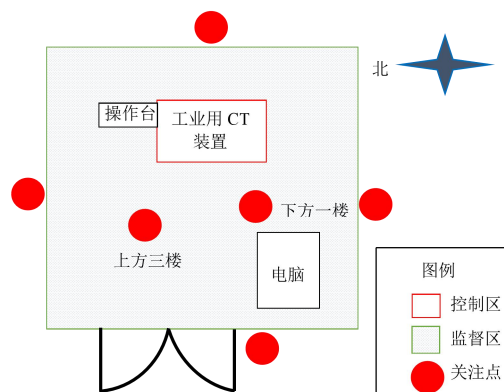 北
操作台
工业用 CT
装置
下方一楼
上方三楼
电脑
图例
控制区
监督区
关注点